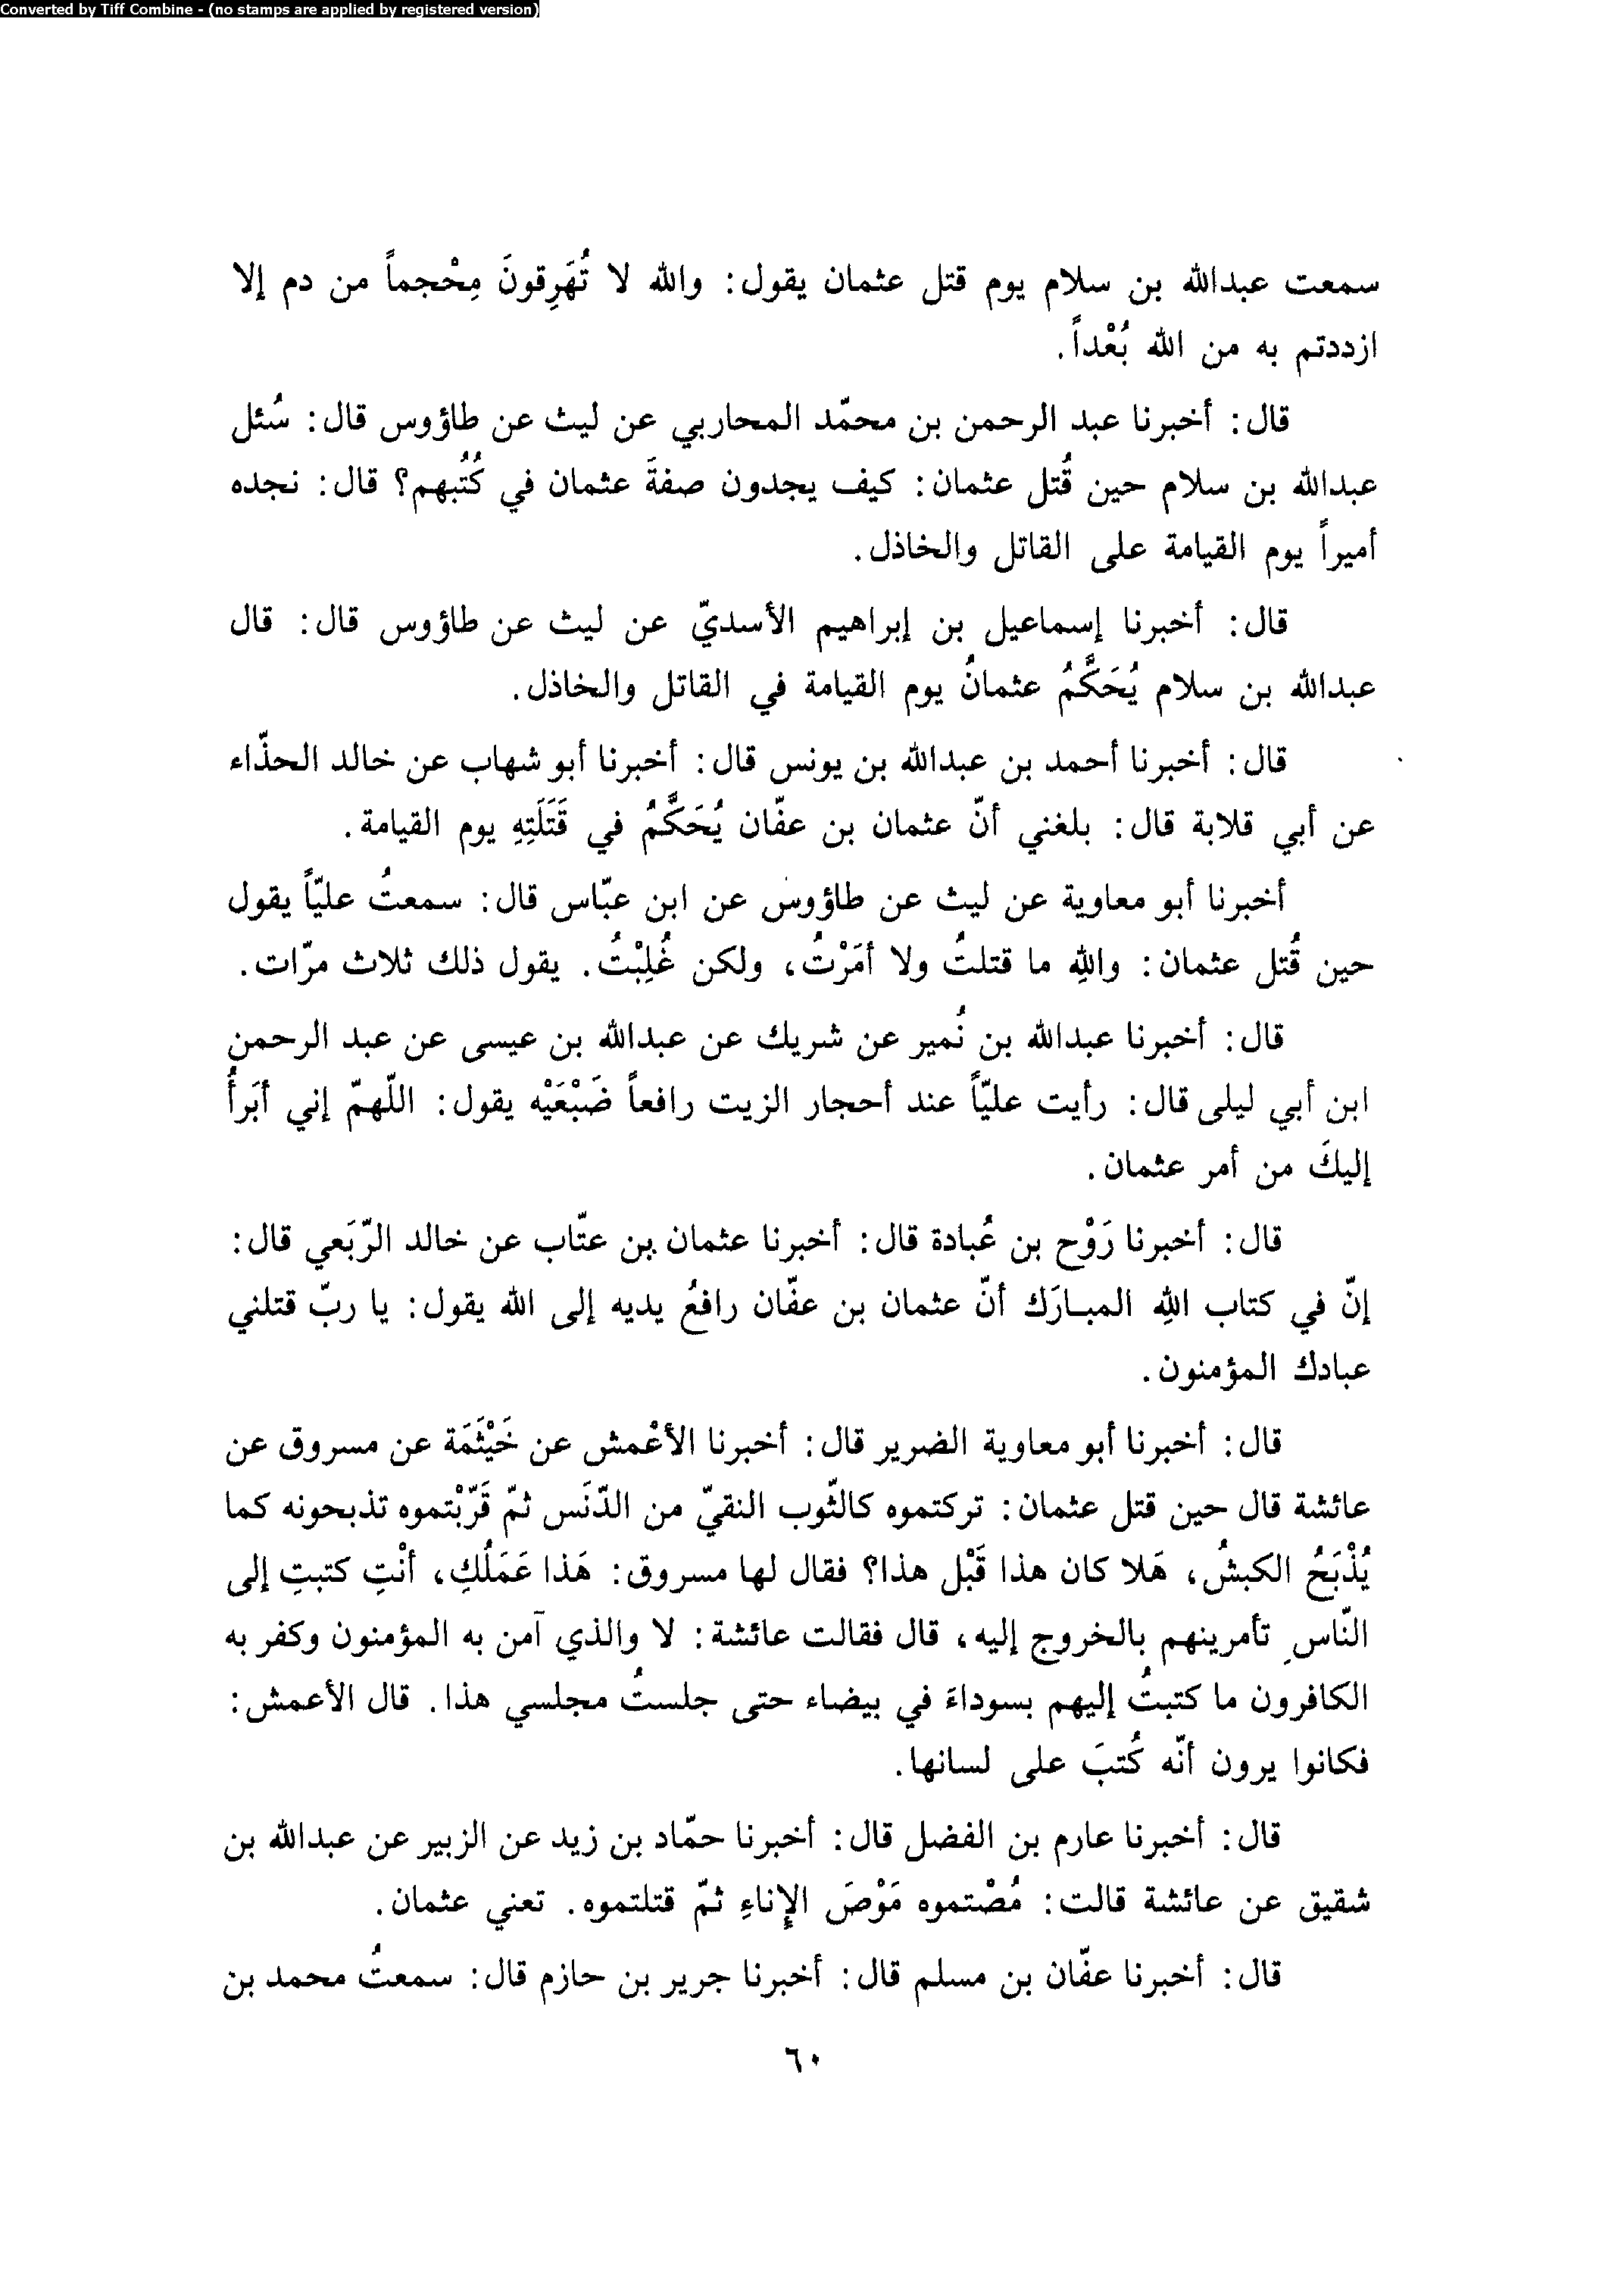 Converted by Tiff Combine - (no stamps are applied by registered version)
سمعت عبدالله بن سلام يوم قتل عثمان يقول: والله لا تُهَرِقونَ مِحْجماً من دم إلا
ازددتم به من الله بُعْداً.
قال: أخبرنا عبد الرحمن بن محمّد المحاربي عن ليث عن طاؤوس قال: سُئل
عبدالله بن سلام حين قُتل عثمان: كيف يجدون صفةَ عثمان في كُتُبهم؟ قال: نجده
أميراً يوم القيامة على القاتل والخاذل.
قال: أخبرنا إسماعيل بن إبراهيم الأسديّ عن ليث عن طاؤوس قال: قال
عبدالله بن سلام يُحَكَّمُ عثمانُ يوم القيامة في القاتل والخاذل.
قال: أخبرنا أحمد بن عبدالله بن يونس قال: أخبرنا أبو شهاب عن خالد الحذّاء
عن أبي قلابة قال: بلغني أنّ عثمان بن عفّان يُحَكَّمُ في قَتَلَتِهِ يوم القيامة.
أخبرنا أبو معاوية عن ليث عن طاؤوس عن ابن عبّاس قال: سمعتُ عليّاً يقول
حين قُتل عثمان: واللهِ ما قتلتُ ولا أمَرْتُ، ولكن غُلِبْتُ. يقول ذلك ثلاث مرّات.
قال: أخبرنا عبدالله بن نُمير عن شريك عن عبدالله بن عيسى عن عبد الرحمن
ابن أبي ليلى قال: رأيت عليّاً عند أحجار الزيت رافعاً ضَبْعَيْه يقول: اللّهمّ إني أبَرأُ
إليكَ من أمر عثمان.
قال: أخبرنا رَوْح بن عُبادة قال: أخبرنا عثمان بن عتّاب عن خالد الرّبَعي قال:
إنّ في كتاب اللهِ المبارَك أنّ عثمان بن عفّان رافعُ يديه إلى الله يقول: يا ربّ قتلني
عبادك المؤمنون.
قال: أخبرنا أبو معاوية الضرير قال: أخبرنا الأعْمش عن خَيْثَمَة عن مسروق عن
عائشة قال حين قتل عثمان: تركتموه كالثّوب النقيّ من الدّنَس ثمّ قَرّبْتموه تذبحونه كما
يُذْبَحُ الكبشُ، هَلا كان هذا قَبْل هذا؟ فقال لها مسروق: هَذا عَمَلُكِ، أنْتِ كتبتِ إلى
النّاسِ تأمرينهم بالخروج إليه، قال فقالت عائشة: لا والذي آمن به المؤمنون وكفر به
الكافرون ما كتبتُ إليهم بسوداءَ في بيضاء حتى جلستُ مجلسي هذا. قال الأعمش:
فكانوا يرون أنّه كُتبَ على لسانها.
قال: أخبرنا عارم بن الفضل قال: أخبرنا حمّاد بن زيد عن الزبير عن عبدالله بن
شقيق عن عائشة قالت: مُصْتموه مَوْصَ الإِناءِ ثمّ قتلتموه. تعني عثمان.
قال: أخبرنا عفّان بن مسلم قال: أخبرنا جرير بن حازم قال: سمعتُ محمد بن
٦٠